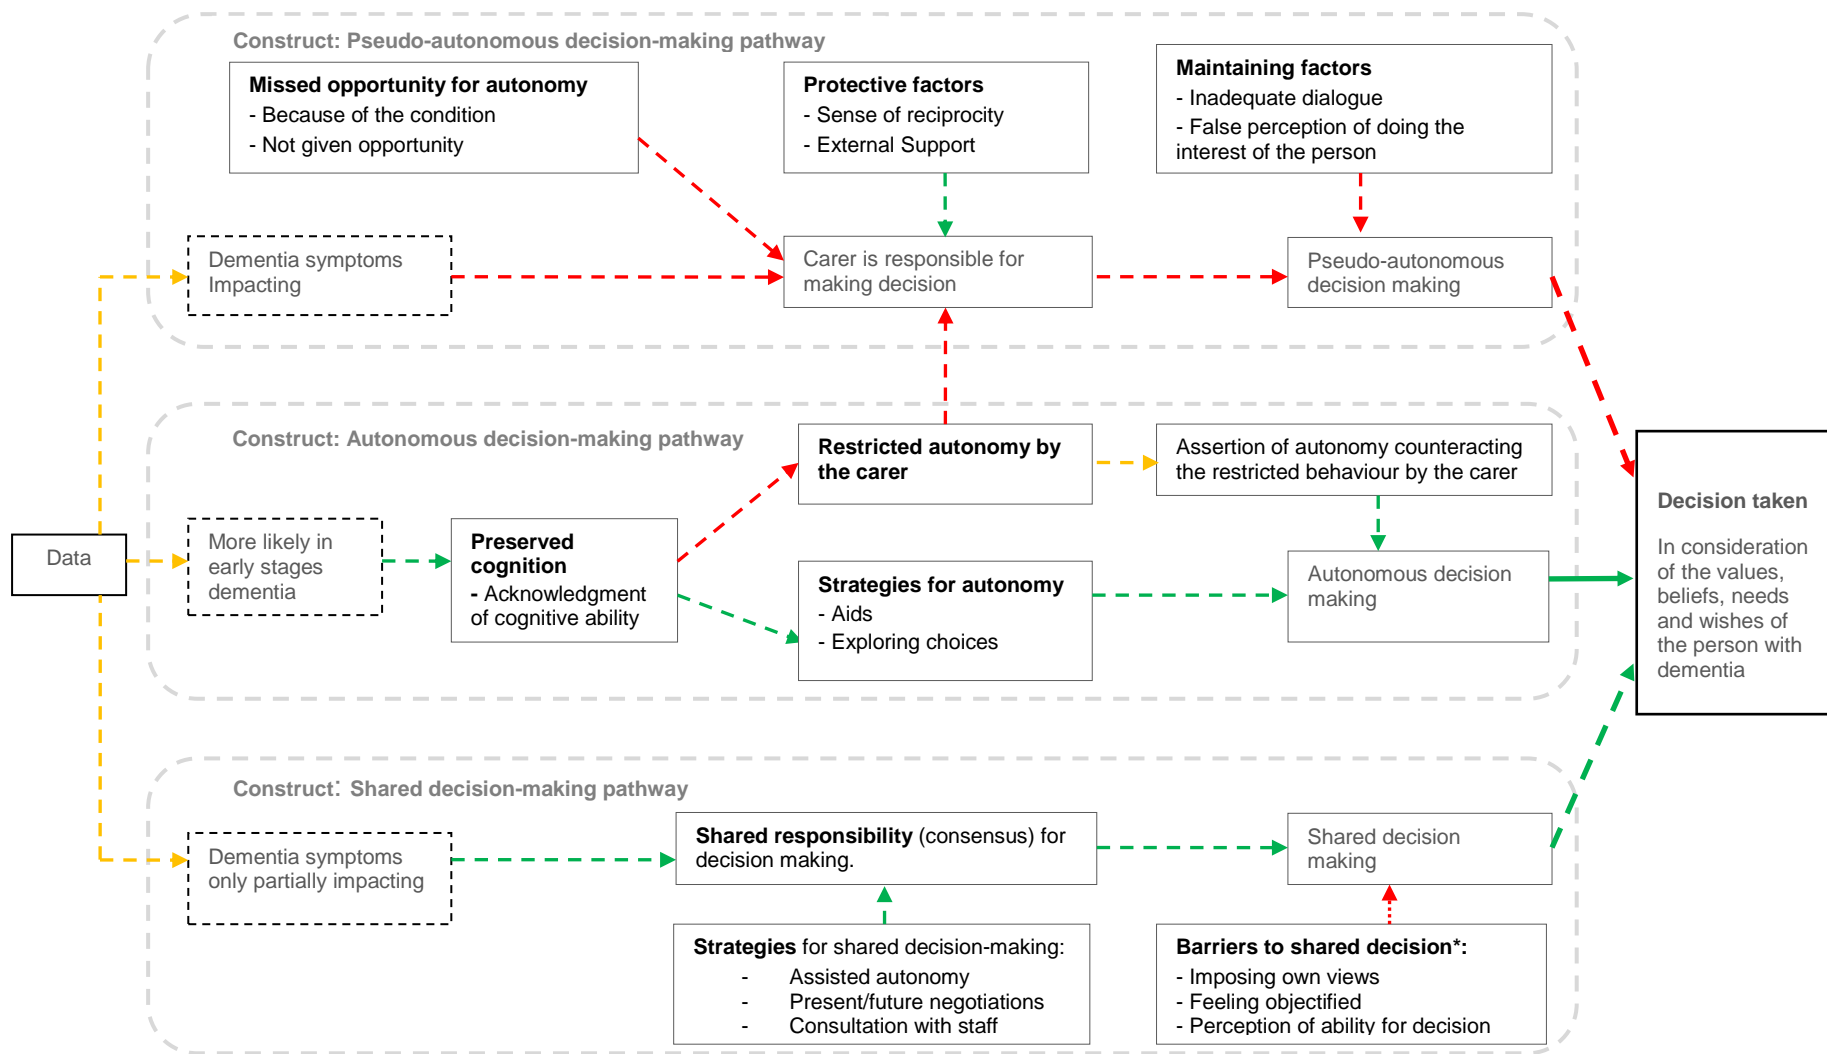 Construct: Pseudo-autonomous decision-making pathway
Missed opportunity for autonomy
- Because of the condition
- Not given opportunity
Protective factors
- Sense of reciprocity
- External Support
Maintaining factors
- Inadequate dialogue
- False perception of doing the
interest of the person
Dementia symptoms
Impacting
Carer is responsible for
making decision
Pseudo-autonomous
decision making
Construct: Autonomous decision-making pathway
Restricted autonomy by
the carer
Assertion of autonomy counteracting
the restricted behaviour by the carer
Data
More likely in
early stages
dementia
Preserved
cognition
- Acknowledgment
of cognitive ability
Strategies for autonomy
- Aids
- Exploring choices
Autonomous decision
making
Decision taken
In consideration
of the values,
beliefs, needs
and wishes of
the person with
dementia
Construct: Shared decision-making pathway
Dementia symptoms
only partially impacting
Shared responsibility (consensus) for
decision making.
Shared decision
making
Strategies for shared decision-making:
- Assisted autonomy
- Present/future negotiations
- Consultation with staff
Barriers to shared decision*:
- Imposing own views
- Feeling objectified
- Perception of ability for decision